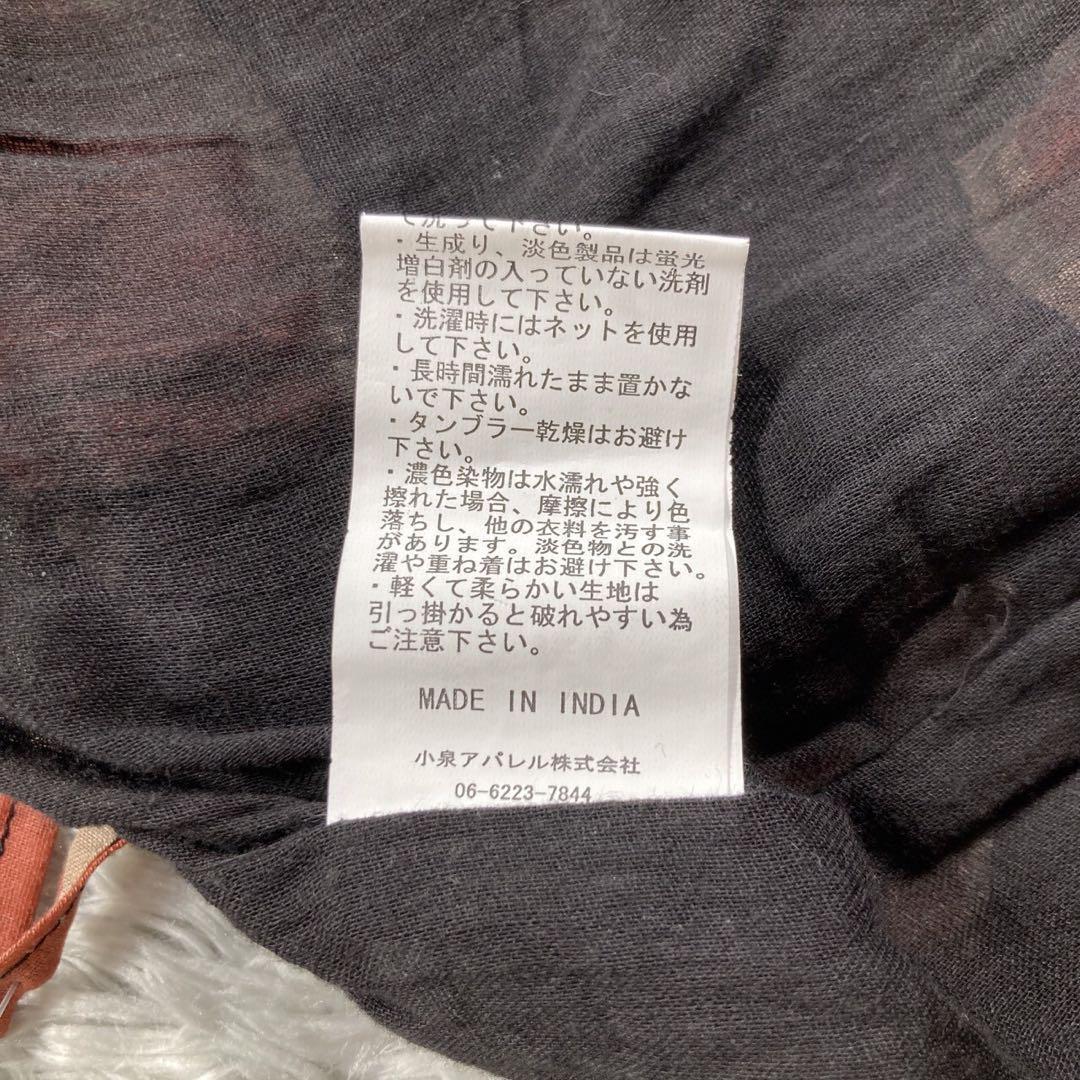 て洗って下さい。
・生成り、淡色製品は蛍光
増白剤の入っていない洗剤
を使用して下さい。
・洗濯時にはネットを使用
して下さい。
・長時間濡れたまま置かな
いで下さい。
・タンブラー乾燥はお避け
下さい。
・濃色染物は水濡れや強く
擦れた場合、摩擦により色
落ちし、他の衣料を汚す事
があります。淡色物との洗
濯や重ね着はお避け下さい。
・軽くて柔らかい生地は
引っ掛かると破れやすい為
ご注意下さい。
MADE IN INDIA
小泉アパレル株式会社
06-6223-7844